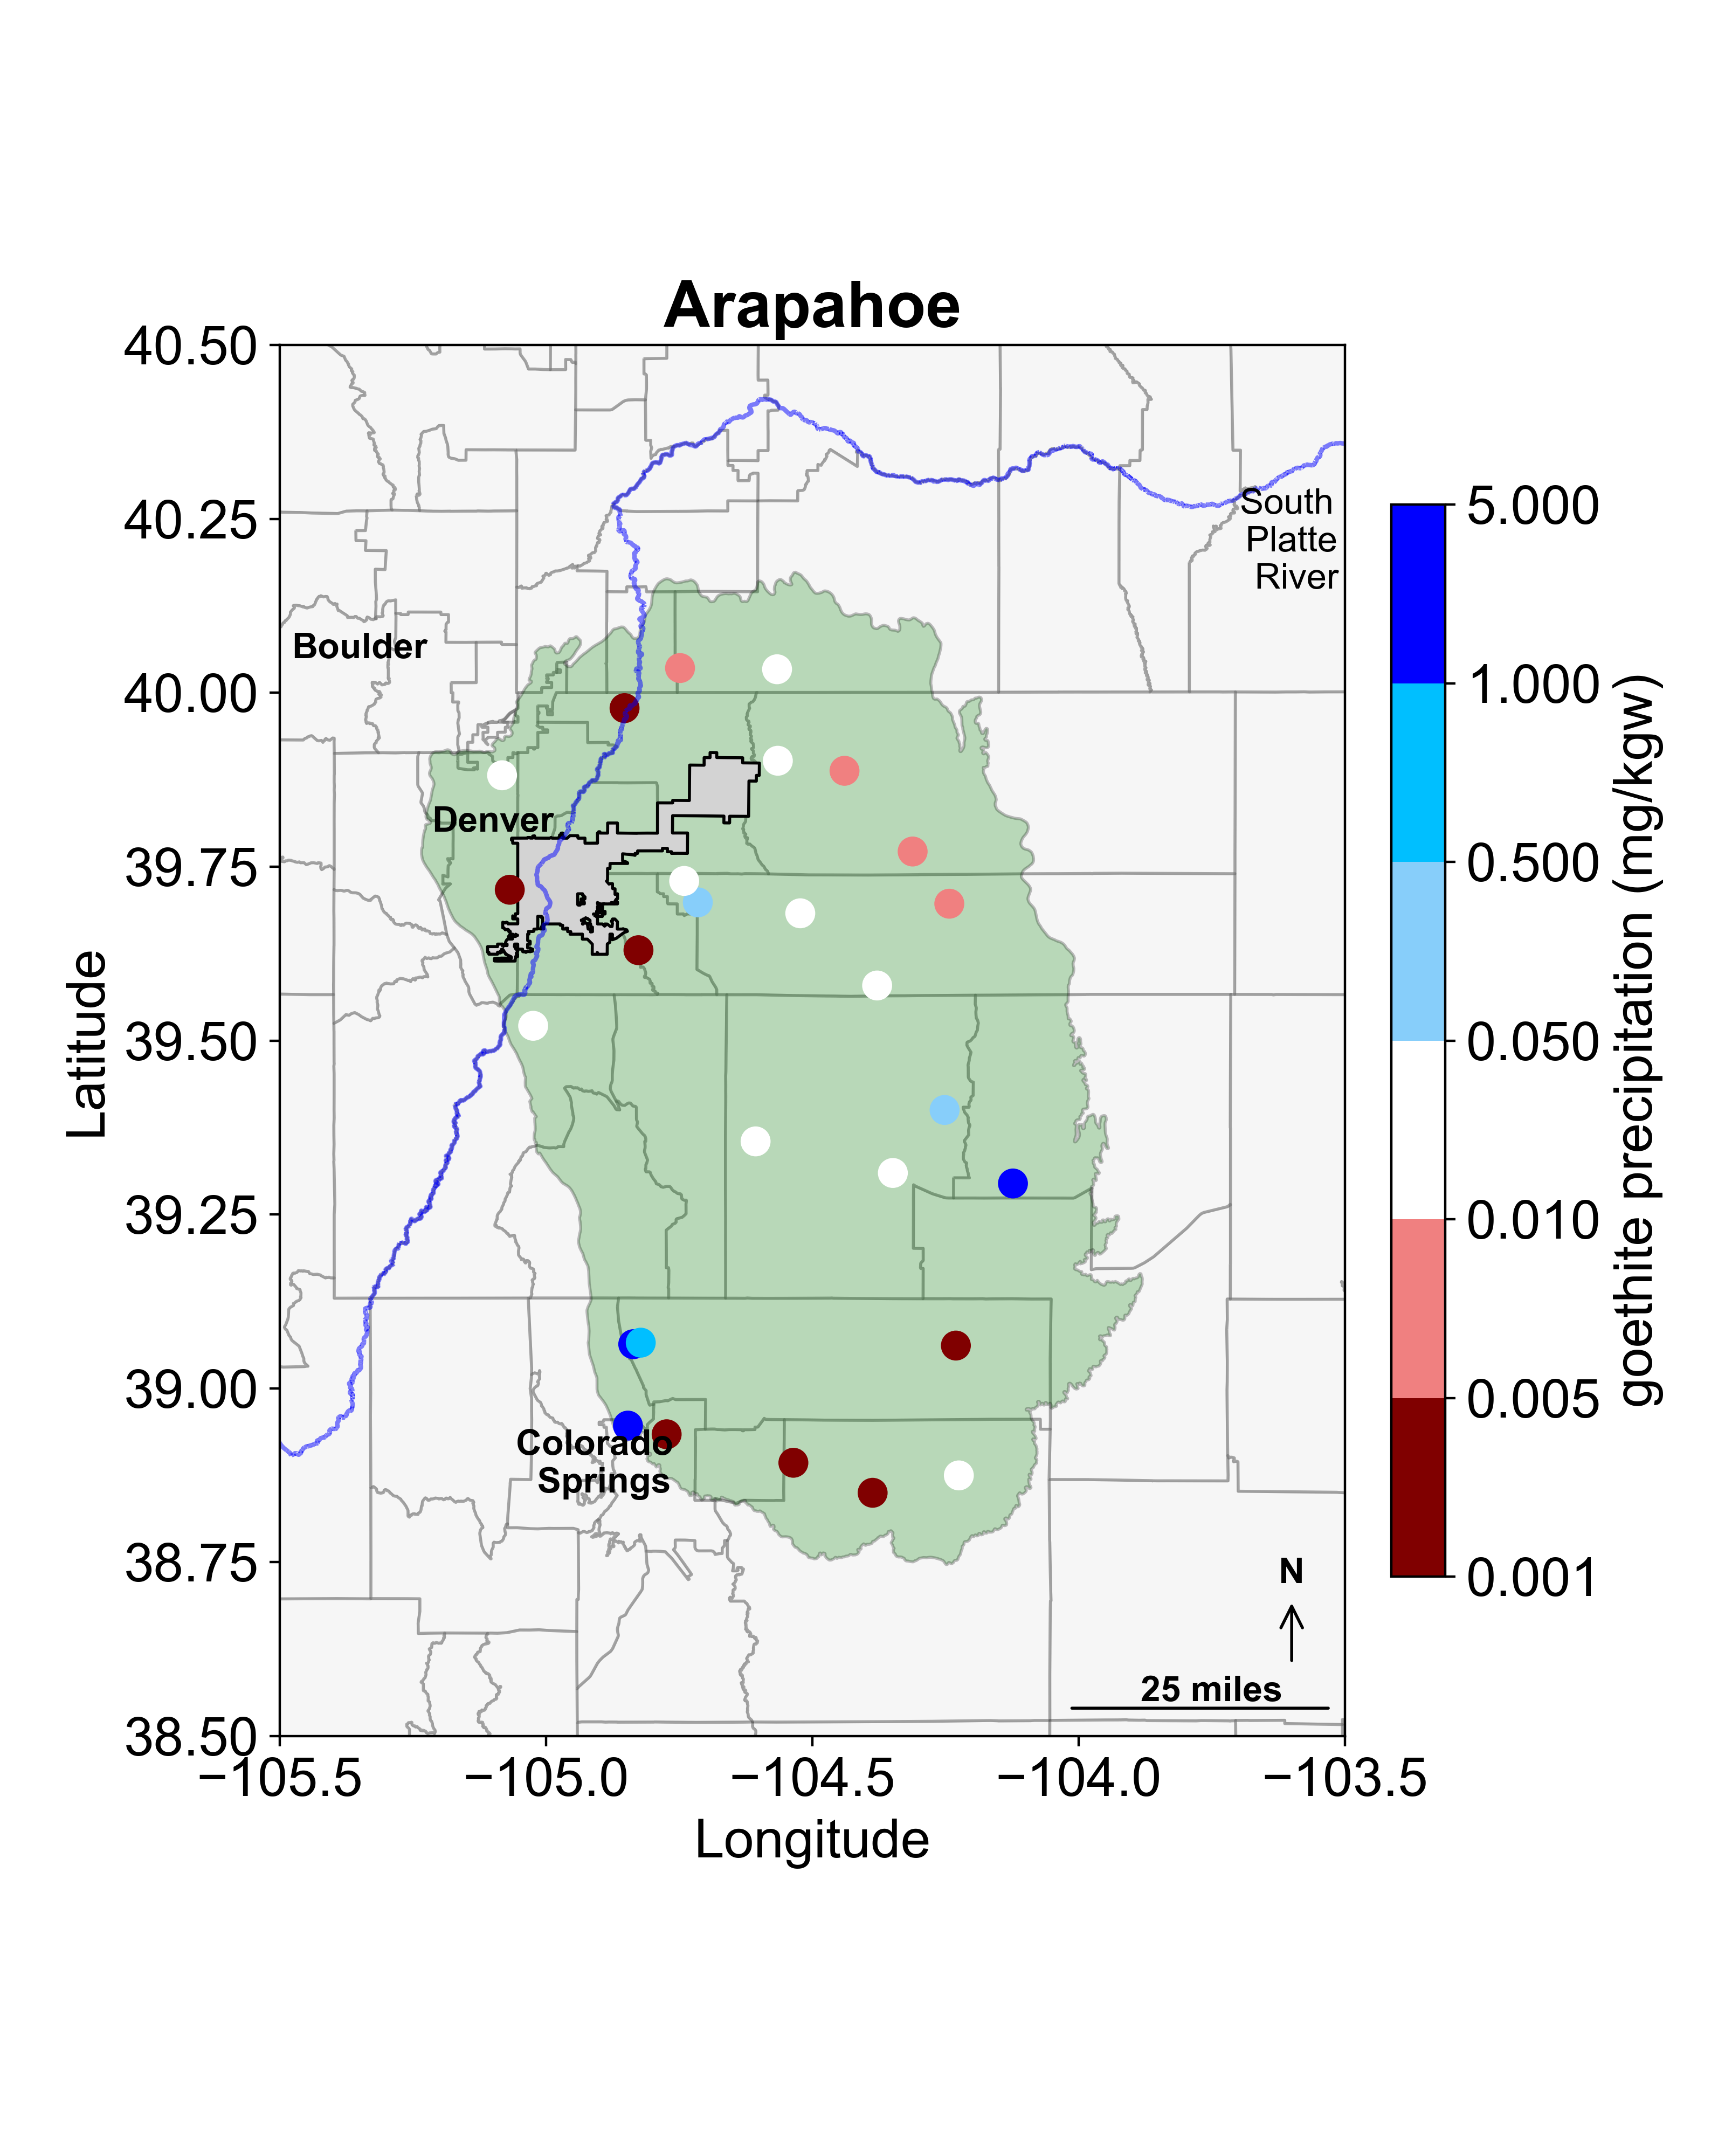 Arapahoe
40.50
40.25
40.00
39.75
39.50
39.25
39.00
38.75
38.50
Latitude
−105.5
−105.0
−104.5
−104.0
−103.5
Longitude
South
Platte
River
Boulder
Denver
Colorado
Springs
N
25 miles
5.000
1.000
0.500
0.050
0.010
0.005
0.001
goethite precipitation (mg/kgw)